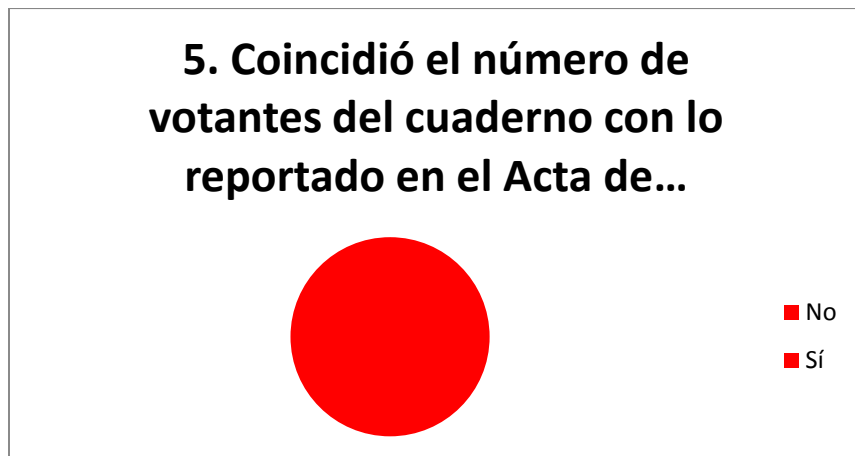 5. Coincidió el número de
votantes del cuaderno con lo
reportado en el Acta de…
No
Sí